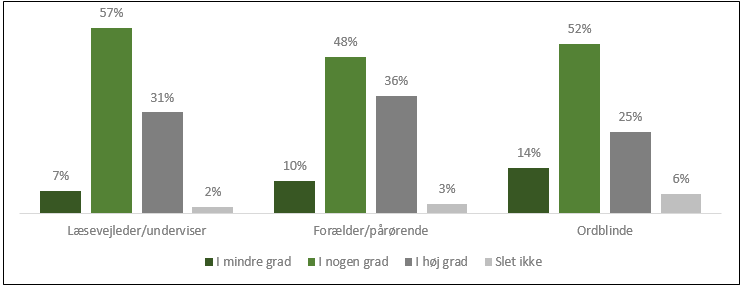 57%
48%
52%
31%
36%
25%
7%
2%
10%
3%
14%
6%
Læsevejleder/underviser
Forælder/pårørende
Ordblinde
I mindre grad
I nogen grad
I høj grad
Slet ikke